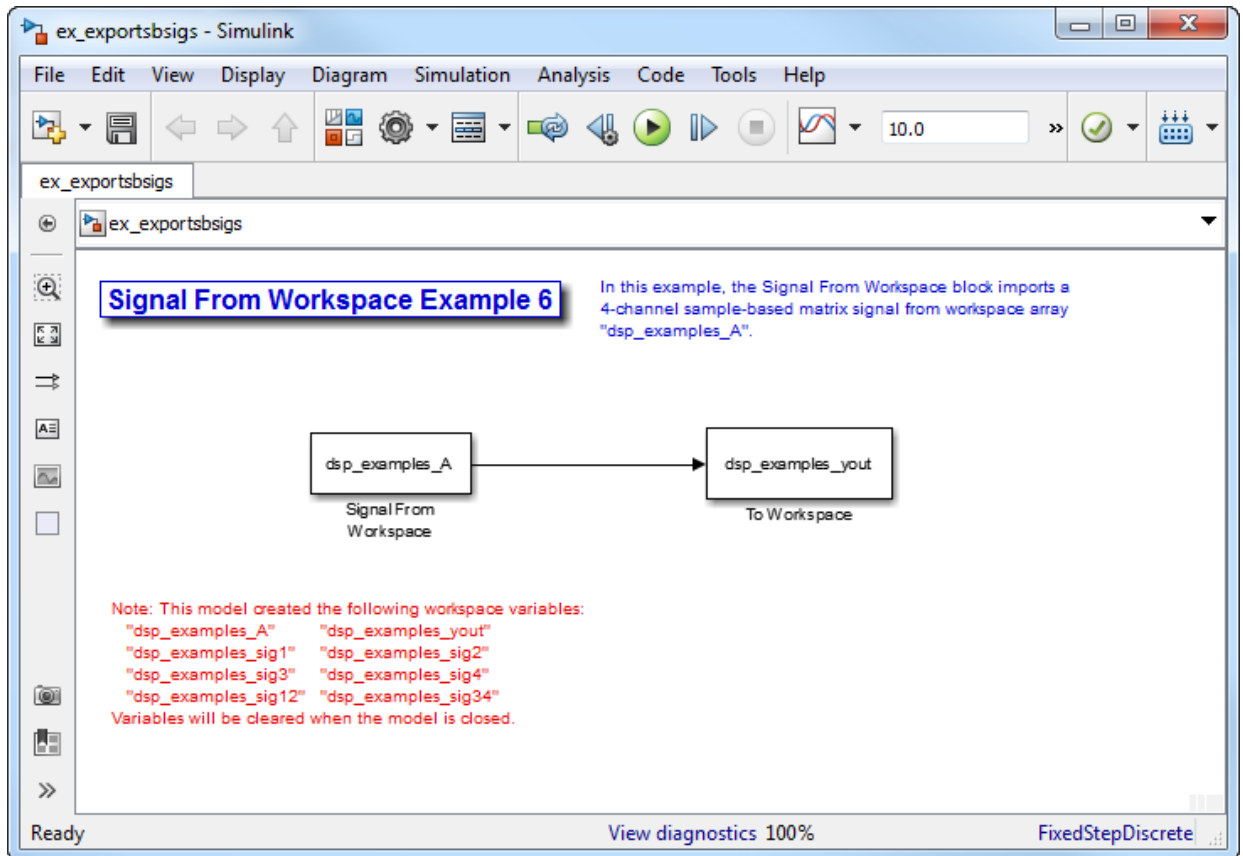 ex_exportsbsigs - Simulink
File Edit View Display Diagram Simulation Analysis Code Tools Help
10.0
ex_exportsbsigs
ex_exportsbsigs
Signal From Workspace Example 6
In this example, the Signal From Workspace block imports a
4-channel sample-based matrix signal from workspace array
"dsp_examples_A".
dsp_examples_A
Signal From
Workspace
dsp_examples_yout
To Workspace
Note: This model created the following workspace variables:
"dsp_examples_A" "dsp_examples_yout"
"dsp_examples_sig1" "dsp_examples_sig2"
"dsp_examples_sig3" "dsp_examples_sig4"
"dsp_examples_sig12" "dsp_examples_sig34"
Variables will be cleared when the model is closed.
Ready View diagnostics 100% FixedStepDiscrete